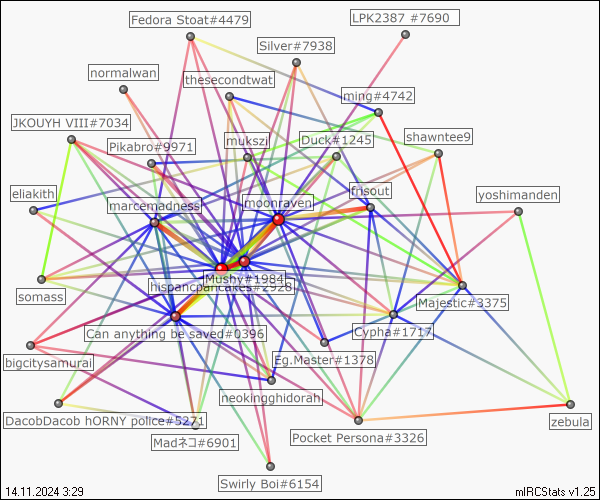 Fedora Stoat#4479
LPK2387 #7690
Silver#7938
normalwan
thesecondtwat
ming#4742
JKOUYH VIII#7034
Pikabro#9971
mukszi
Duck#1245
shawntee9
eliakith
marcemadness
moonraven
frisout
yoshimanden
somass
Mushy#1984
hispancpancakes#2928
Majestic#3375
Can anything be saved#0396
Cypha#1717
bigcitysamurai
Eg.Master#1378
neokingghidorah
DacobDacob hORNY police#5271
Madネコ#6901
Pocket Persona#3326
zebula
Swirly Boi#6154
14.11.2024 3:29
mIRCStats v1.25